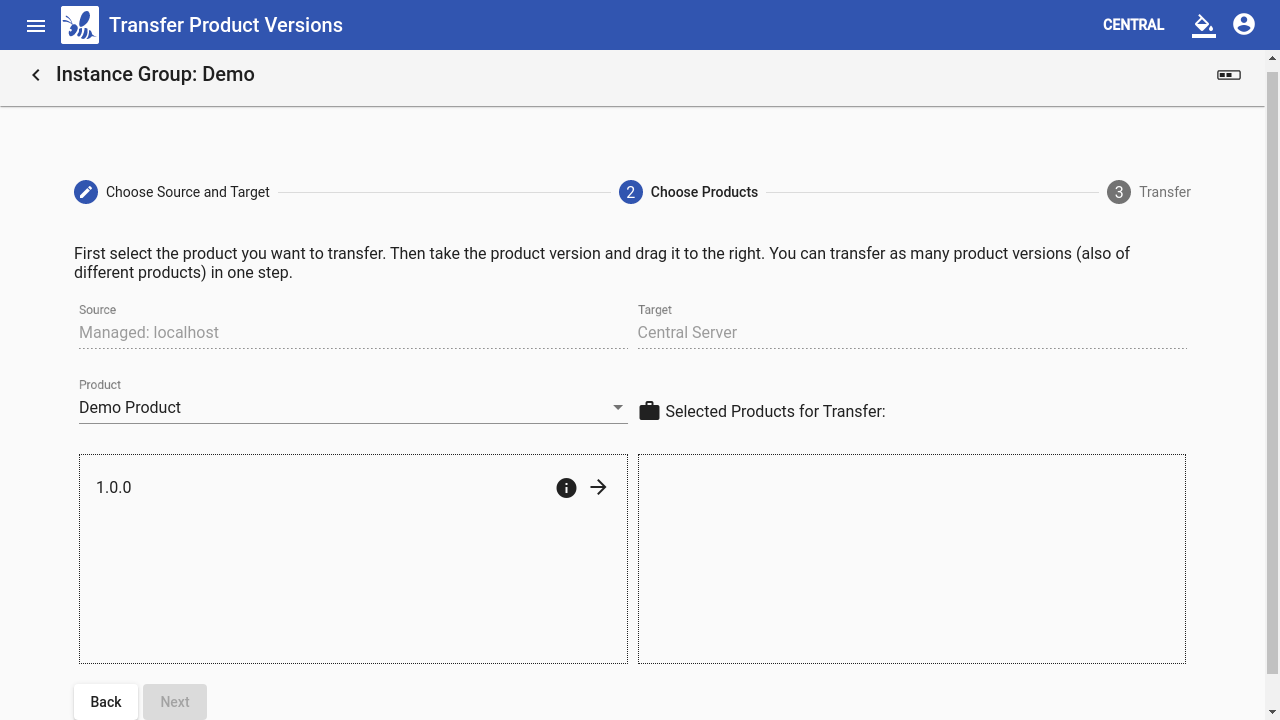 Transfer Product Versions
CENTRAL
Instance Group: Demo
Choose Source and Target
2
Choose Products
3
Transfer
First select the product you want to transfer. Then take the product version and drag it to the right. You can transfer as many product versions (also of
different products) in one step.
Source
Managed: localhost
Target
Central Server
Product
Demo Product
Selected Products for Transfer:
1.0.0
Back
Next